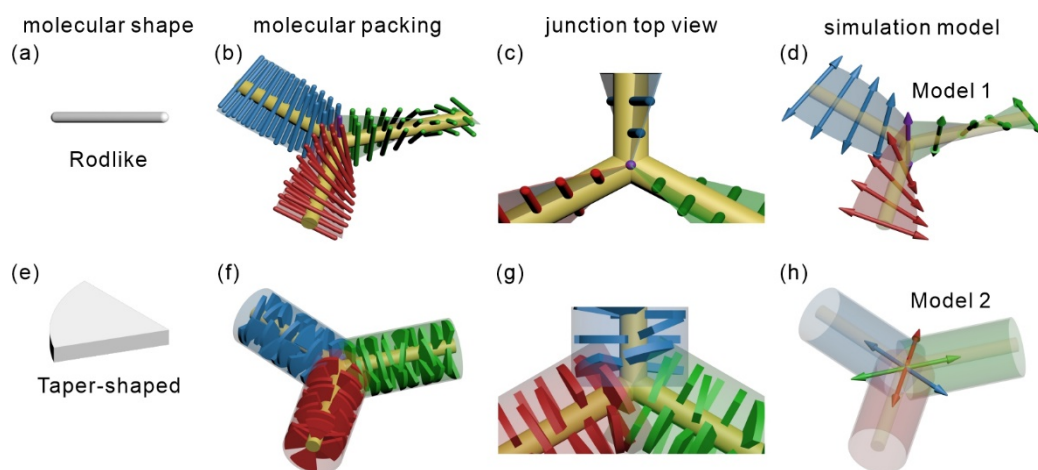 molecular shape
molecular packing
junction top view
simulation model
(a)
(b)
(c)
(d)
Rodlike
Model 1
(e)
(f)
(g)
(h)
Taper-shaped
Model 2